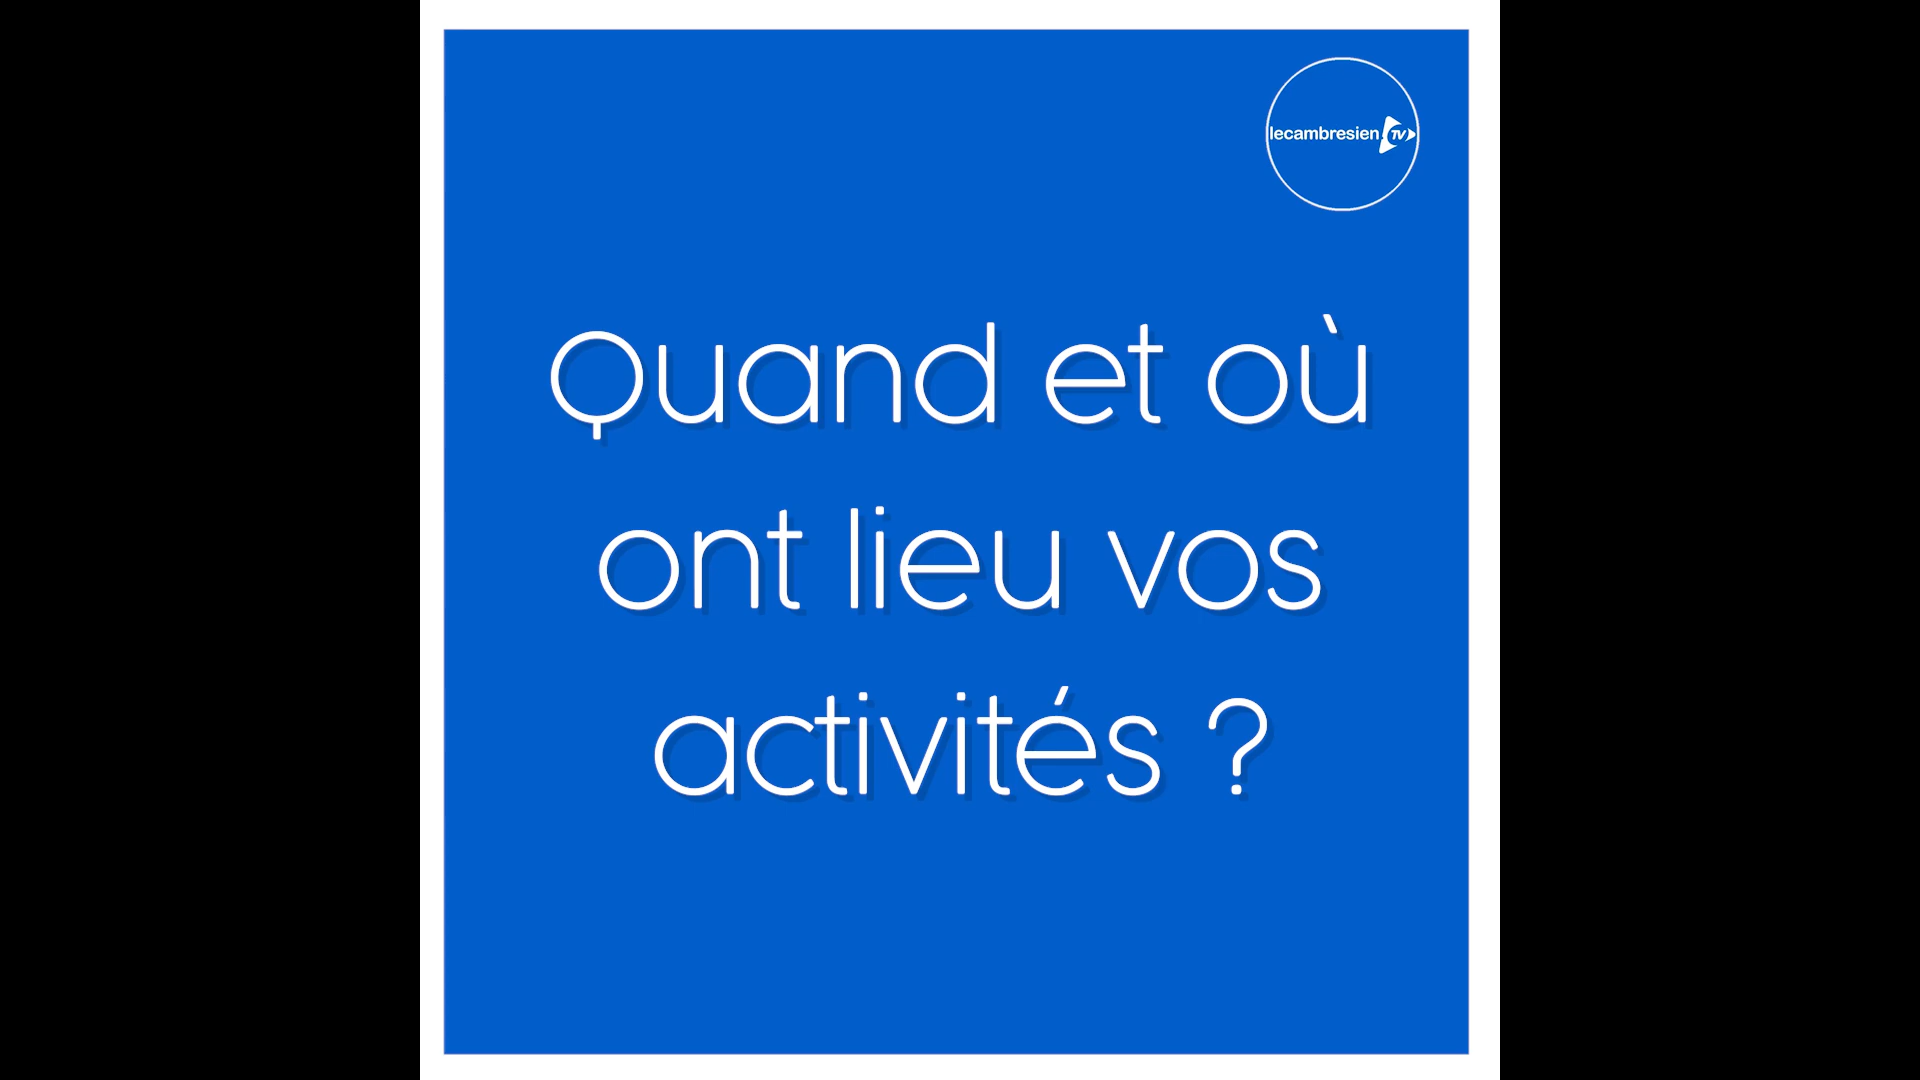 lecambresien TV
Quand et où
ont lieu vos
activités ?